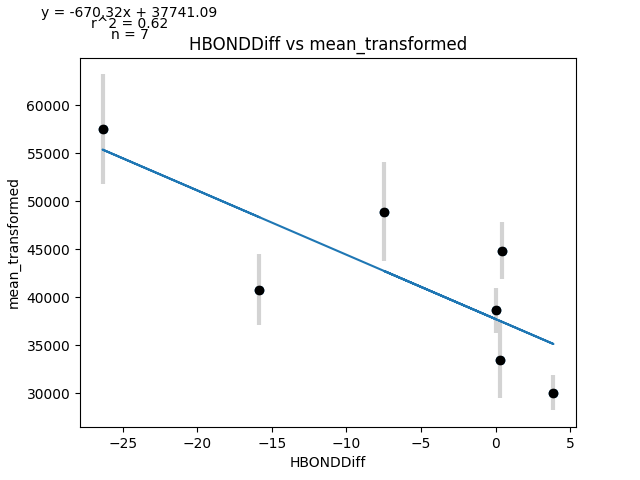 y = -670.32x + 37741.09
r^2 = 0.62
n = 7
HBONDDiff vs mean_transformed
60000
55000
50000
45000
40000
35000
30000
mean_transformed
−25
−20
−15
−10
−5
0
5
HBONDDiff